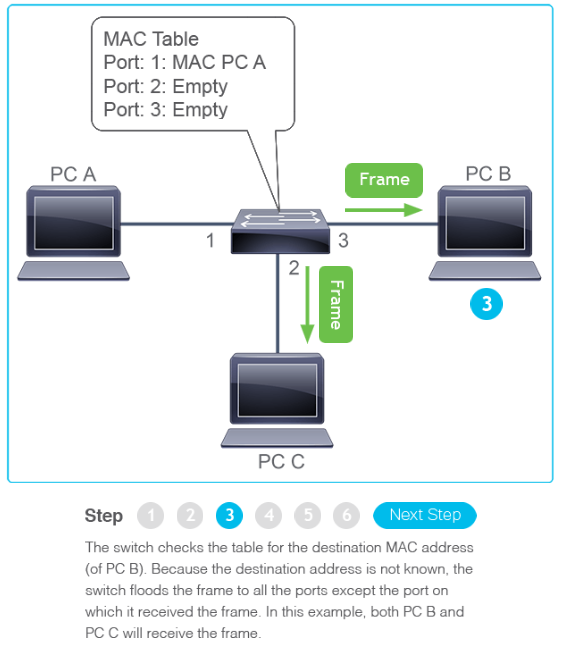 MAC Table
Port: 1: MAC PC A
Port: 2: Empty
Port: 3: Empty
PC A
Frame
PC B
1
3
2
Frame
3
PC C
Step 1 2 3 4 5 6 Next Step
The switch checks the table for the destination MAC address
(of PC B). Because the destination address is not known, the
switch floods the frame to all the ports except the port on
which it received the frame. In this example, both PC B and
PC C will receive the frame.